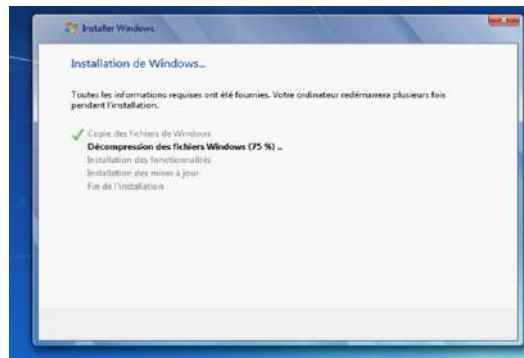 Installer Windows
Installation de Windows...
Toutes les informations requises ont été fournies. Votre ordinateur redémarrera plusieurs fois
pendant l'installation.
Copie des fichiers de Windows
Décompression des fichiers Windows (75 %) ..
Installation des fonctionnalités
Installation des mises à jour
Fin de l'installation